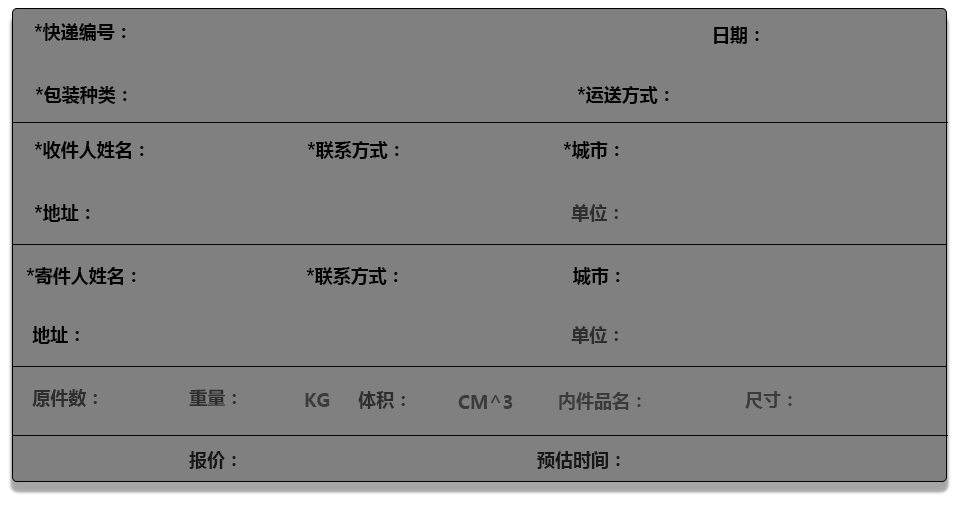 *快递编号： 日期：
*包装种类： *运送方式：
*收件人姓名： *联系方式： *城市：
*地址： 单位：
*寄件人姓名： *联系方式： 城市：
地址： 单位：
原件数： 重量： KG 体积： CM^3 内件品名： 尺寸：
报价： 预估时间：